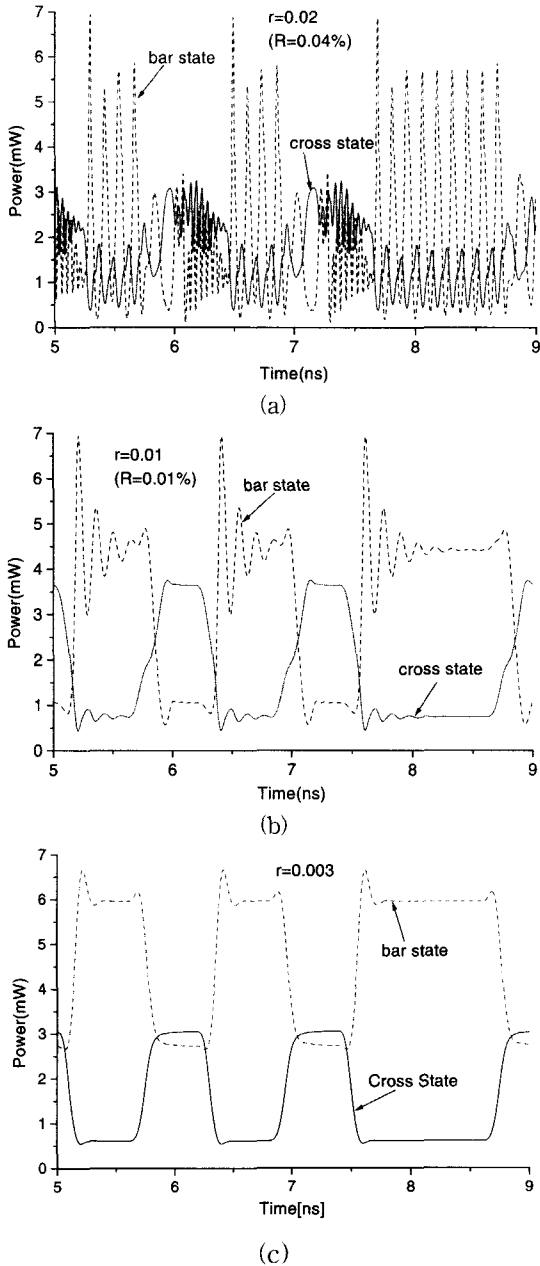 7
6
5
4
3
2
1
0
Power(mW)
r=0.02
(R=0.04%)
bar state
cross state
5 6 7 8 9
Time(ns)
(a)
7
6
5
4
3
2
1
0
Power(mW)
r=0.01
(R=0.01%)
bar state
cross state
5 6 7 8 9
Time(ns)
(b)
7
6
5
4
3
2
1
0
Power(mW)
r=0.003
bar state
Cross State
5 6 7 8 9
Time[ns]
(c)